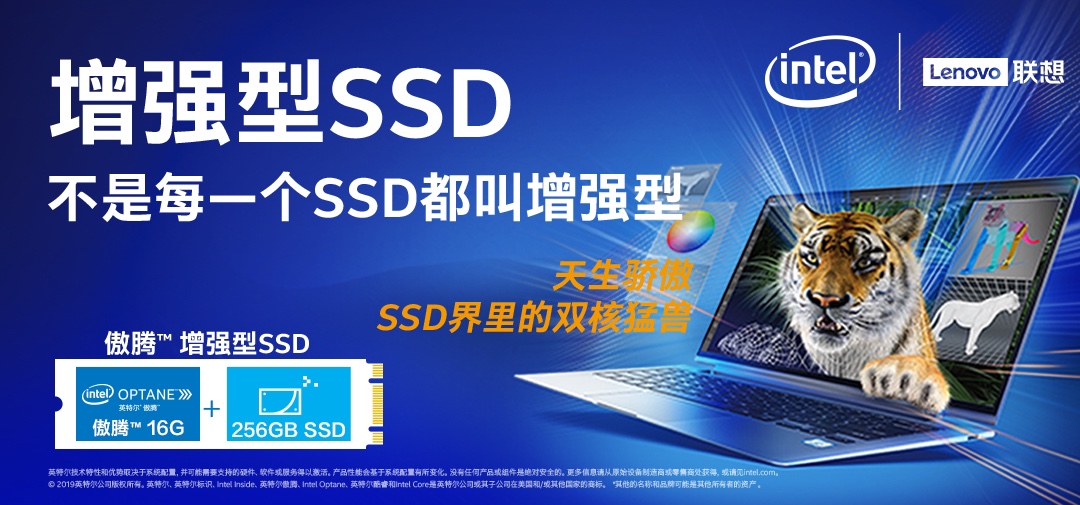 增强型SSD
不是每一个SSD都叫增强型
intel®
Lenovo 联想
天生骄傲
SSD界里的双核猛兽
傲腾™ 增强型SSD
intel OPTANE™
英特尔®傲腾™
傲腾™ 16G
+
256GB SSD
英特尔技术特性和优势取决于系统配置, 并可能需要支持的硬件、软件或服务得以激活。产品性能会基于系统配置有所变化。没有任何产品或组件是绝对安全的。更多信息请从原始设备制造商或零售商处获得, 或请见intel.com。
© 2019英特尔公司版权所有。英特尔、英特尔标识、Intel Inside、英特尔傲腾、Intel Optane、英特尔酷睿和Intel Core是英特尔公司或其子公司在美国和/或其他国家的商标。 *其他的名称和品牌可能是其他所有者的资产 。